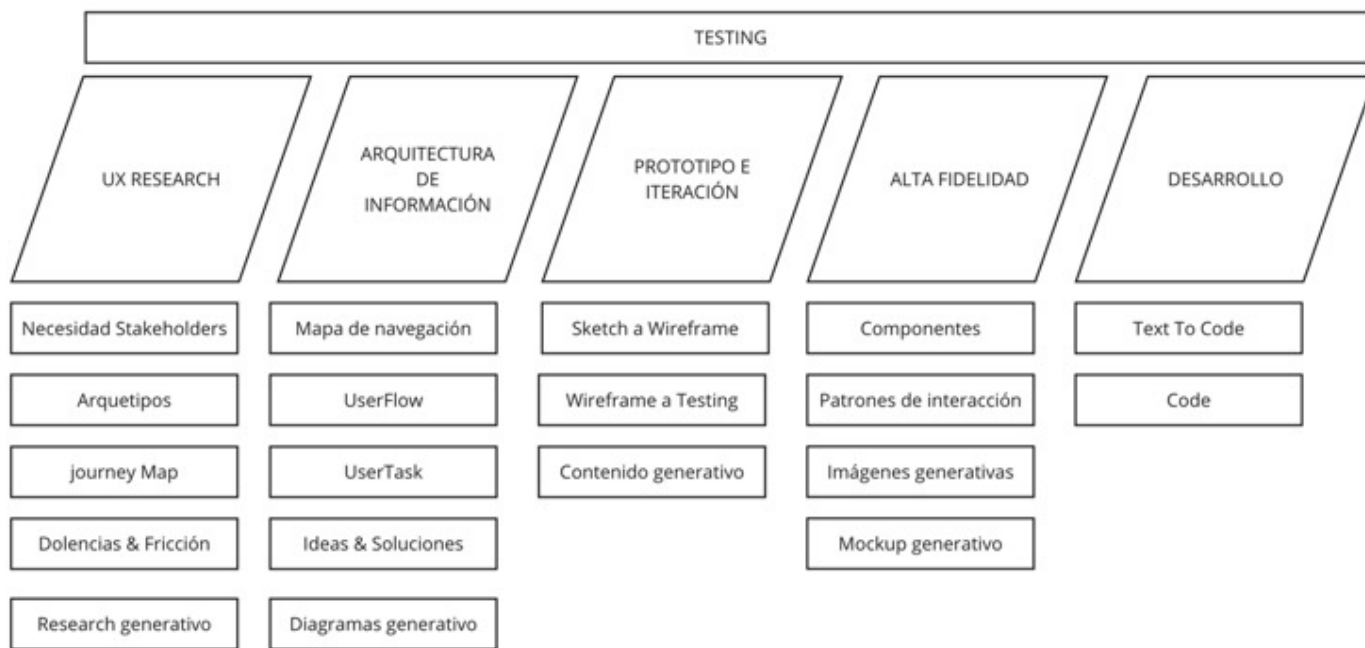 TESTING
UX RESEARCH
ARQUITECTURA
DE
INFORMACIÓN
PROTOTIPO E
ITERACIÓN
ALTA FIDELIDAD
DESARROLLO
Necesidad Stakeholders
Mapa de navegación
Sketch a Wireframe
Componentes
Text To Code
Arquetipos
UserFlow
Wireframe a Testing
Patrones de interacción
Code
journey Map
UserTask
Contenido generativo
Imágenes generativas
Dolencias & Fricción
Ideas & Soluciones
Mockup generativo
Research generativo
Diagramas generativo